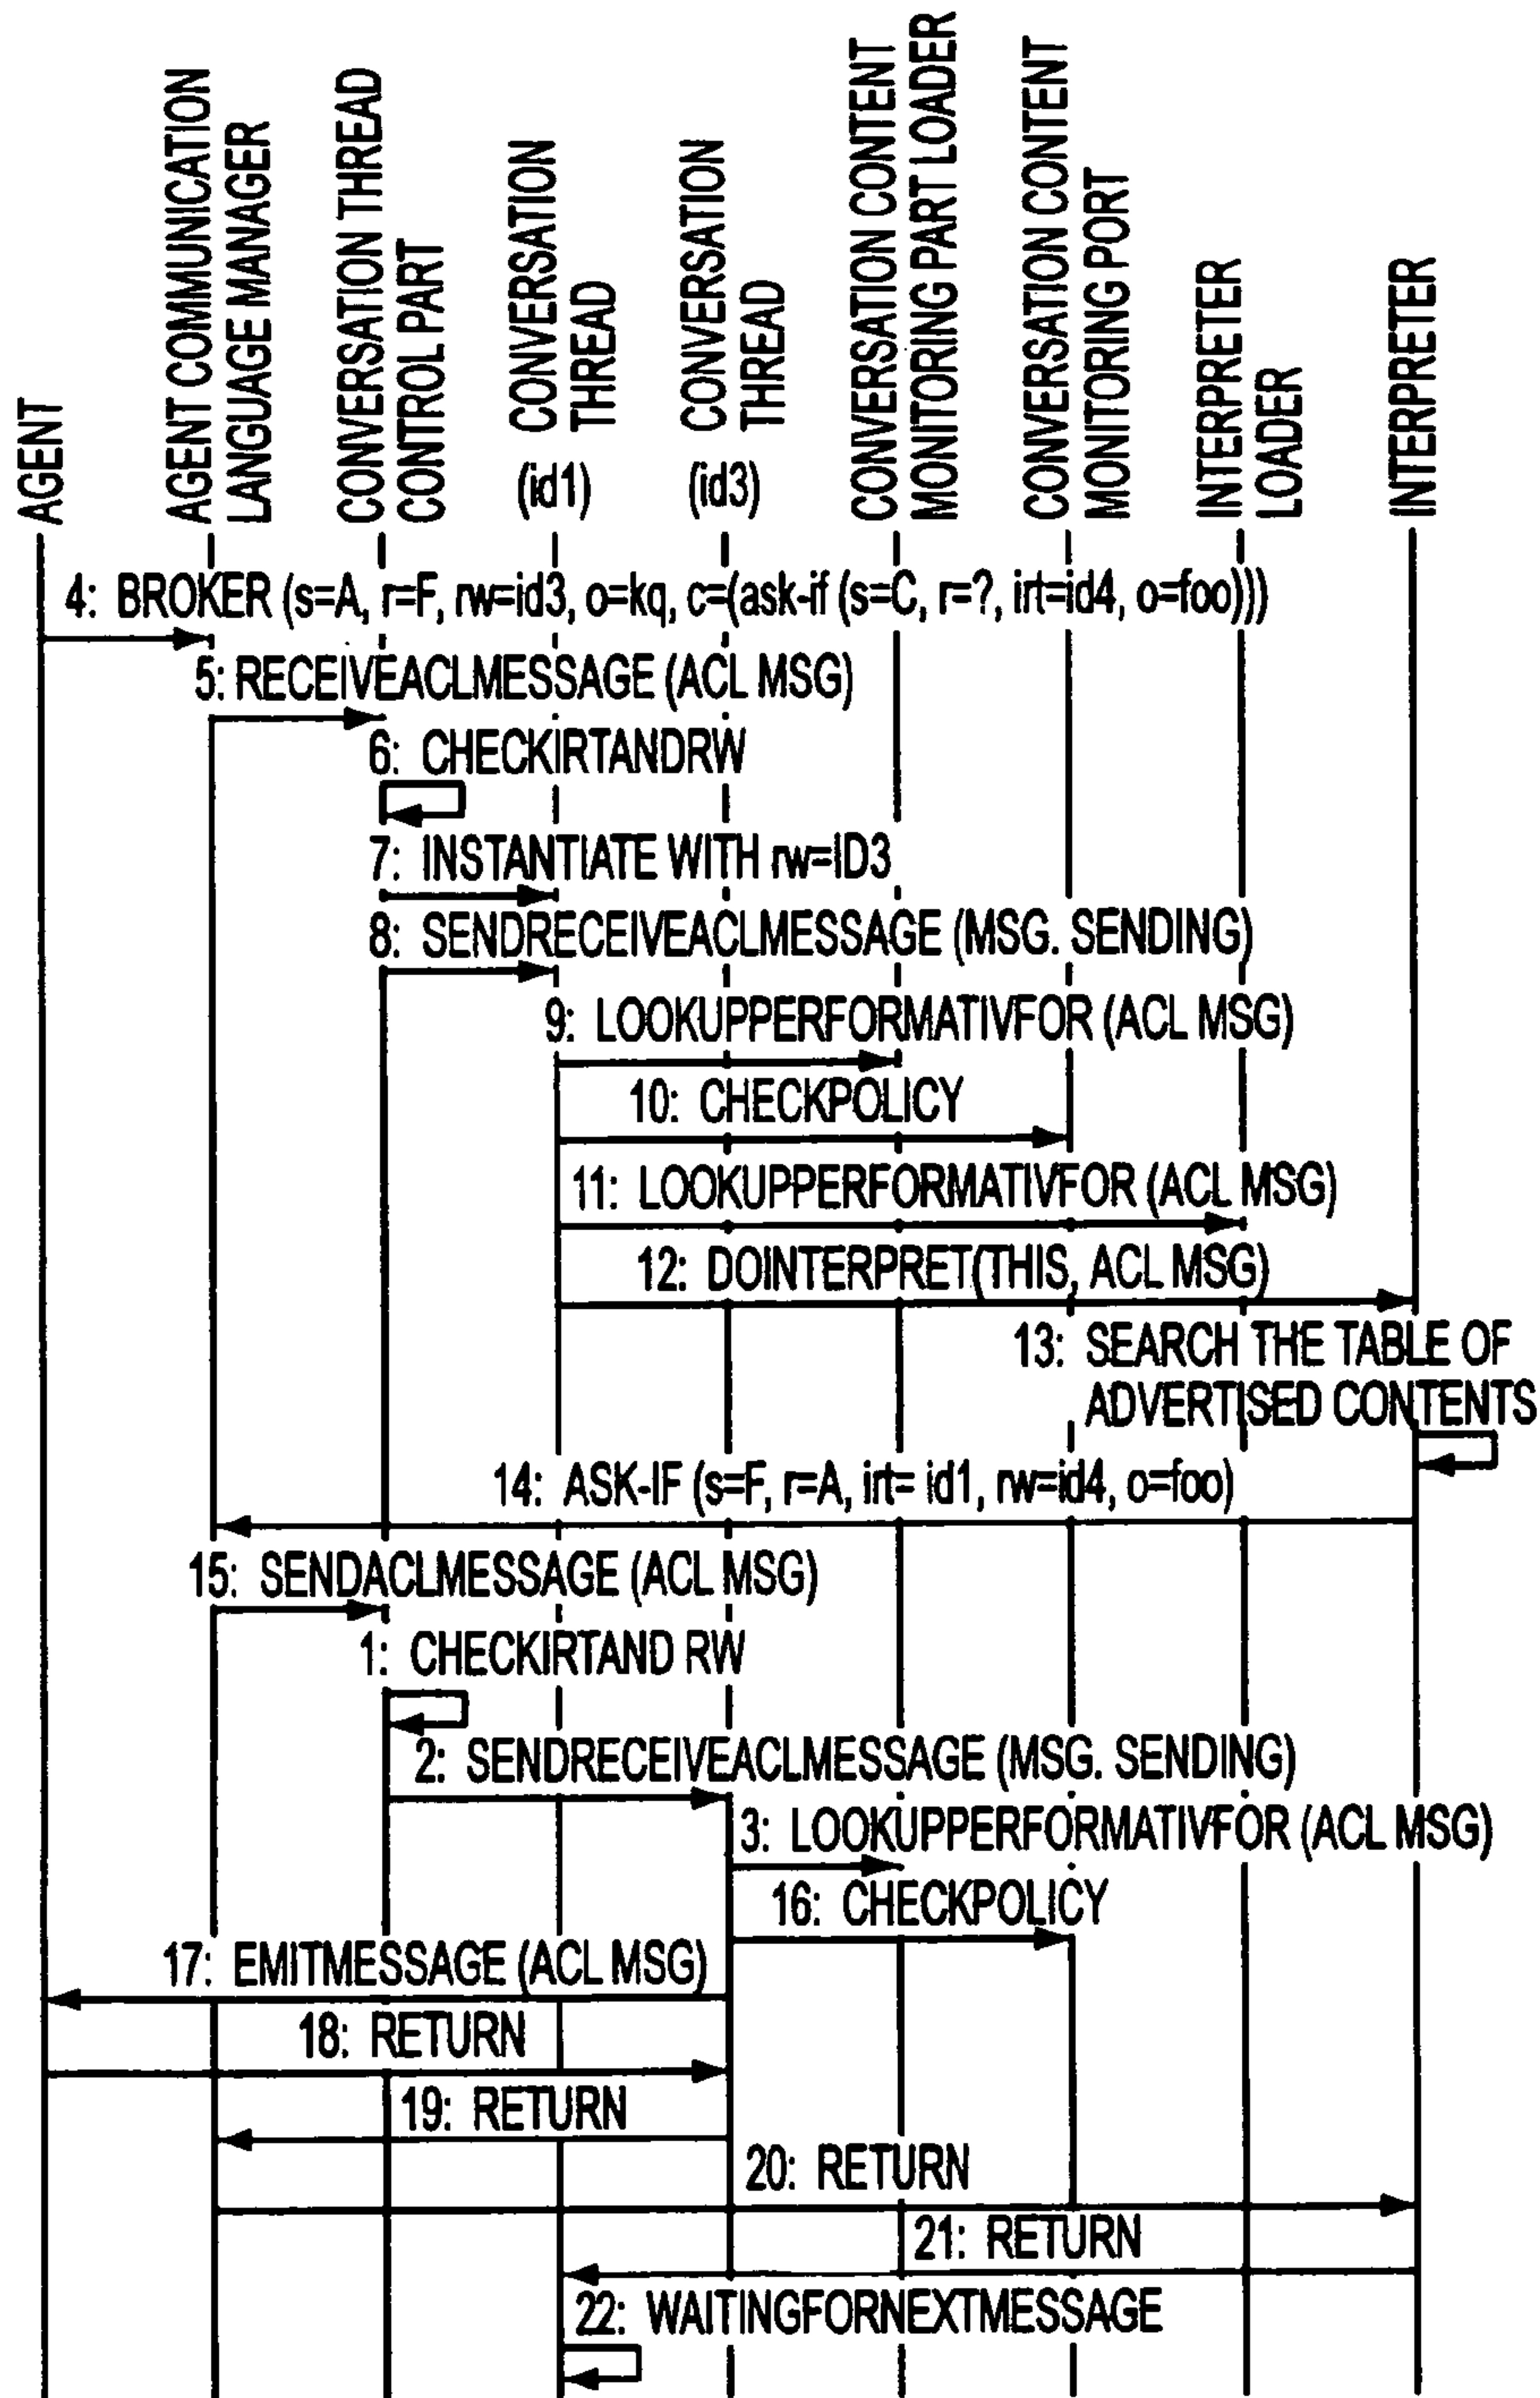 AGENT
AGENT COMMUNICATION
LANGUAGE MANAGER
CONVERSATION THREAD
CONTROL PART
CONVERSATION
THREAD
(id1)
CONVERSATION
THREAD
(id3)
CONVERSATION CONTENT
MONITORING PART LOADER
CONVERSATION CONTENT
MONITORING PORT
INTERPRETER
LOADER
INTERPRETER
4: BROKER (s=A, r=F, rw=id3, o=kq, c=(ask-if (s=C, r=?, irt=id4, o=foo)))
5: RECEIVEACLMESSAGE (ACL MSG)
6: CHECKIRTANDRW
7: INSTANTIATE WITH rw=ID3
8: SENDRECEIVEACLMESSAGE (MSG. SENDING)
9: LOOKUPPERFORMATIVFOR (ACL MSG)
10: CHECKPOLICY
11: LOOKUPPERFORMATIVFOR (ACL MSG)
12: DOINTERPRET(THIS, ACL MSG)
13: SEARCH THE TABLE OF
ADVERTISED CONTENTS
14: ASK-IF (s=F, r=A, irt= id1, rw=id4, o=foo)
15: SENDACLMESSAGE (ACL MSG)
1: CHECKIRTAND RW
2: SENDRECEIVEACLMESSAGE (MSG. SENDING)
3: LOOKUPPERFORMATIVFOR (ACL MSG)
16: CHECKPOLICY
17: EMITMESSAGE (ACL MSG)
18: RETURN
19: RETURN
20: RETURN
21: RETURN
22: WAITINGFORNEXTMESSAGE